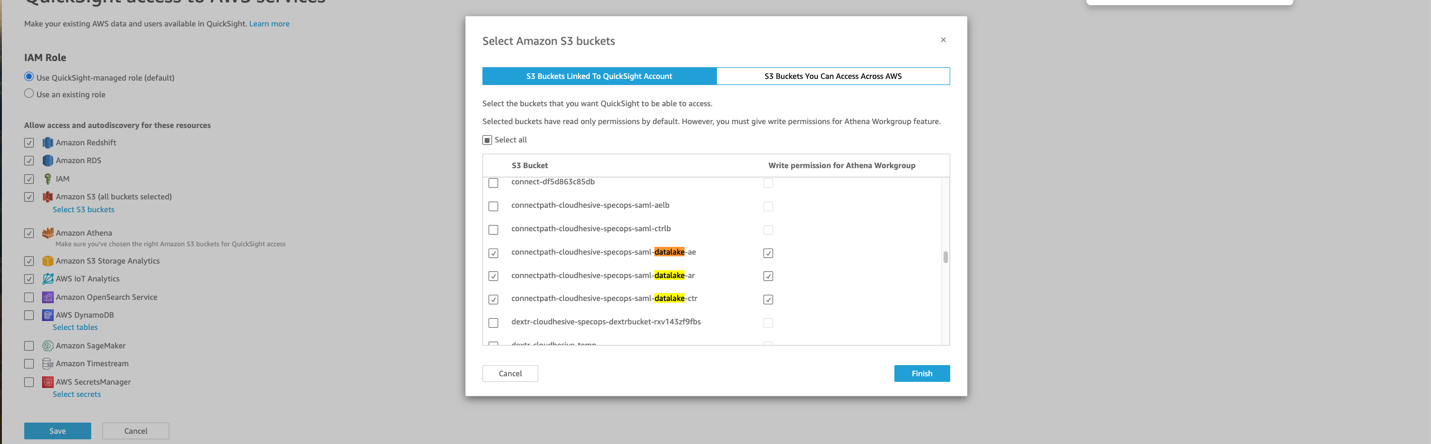 QuickSight access to AWS services
Make your existing AWS data and users available in QuickSight. Learn more
IAM Role
Use QuickSight-managed role (default)
Use an existing role
Allow access and autodiscovery for these resources
Amazon Redshift
Amazon RDS
IAM
Amazon S3 (all buckets selected)
Select S3 buckets
Amazon Athena
Make sure you've chosen the right Amazon S3 buckets for QuickSight access
Amazon S3 Storage Analytics
AWS IoT Analytics
Amazon OpenSearch Service
AWS DynamoDB
Select tables
Amazon SageMaker
Amazon Timestream
AWS SecretsManager
Select secrets
Save
Cancel
Select Amazon S3 buckets
×
S3 Buckets Linked To QuickSight Account
S3 Buckets You Can Access Across AWS
Select the buckets that you want QuickSight to be able to access.
Selected buckets have read only permissions by default. However, you must give write permissions for Athena Workgroup feature.
Select all
S3 Bucket
Write permission for Athena Workgroup
connect-df5d863c85db
connectpath-cloudhesive-specops-saml-aelb
connectpath-cloudhesive-specops-saml-ctrlb
connectpath-cloudhesive-specops-saml-datalake-ae
connectpath-cloudhesive-specops-saml-datalake-ar
connectpath-cloudhesive-specops-saml-datalake-ctr
dextr-cloudhesive-specops-dextrbucket-rxv143zf9fbs
dextr-cloudhesive-temp
Cancel
Finish